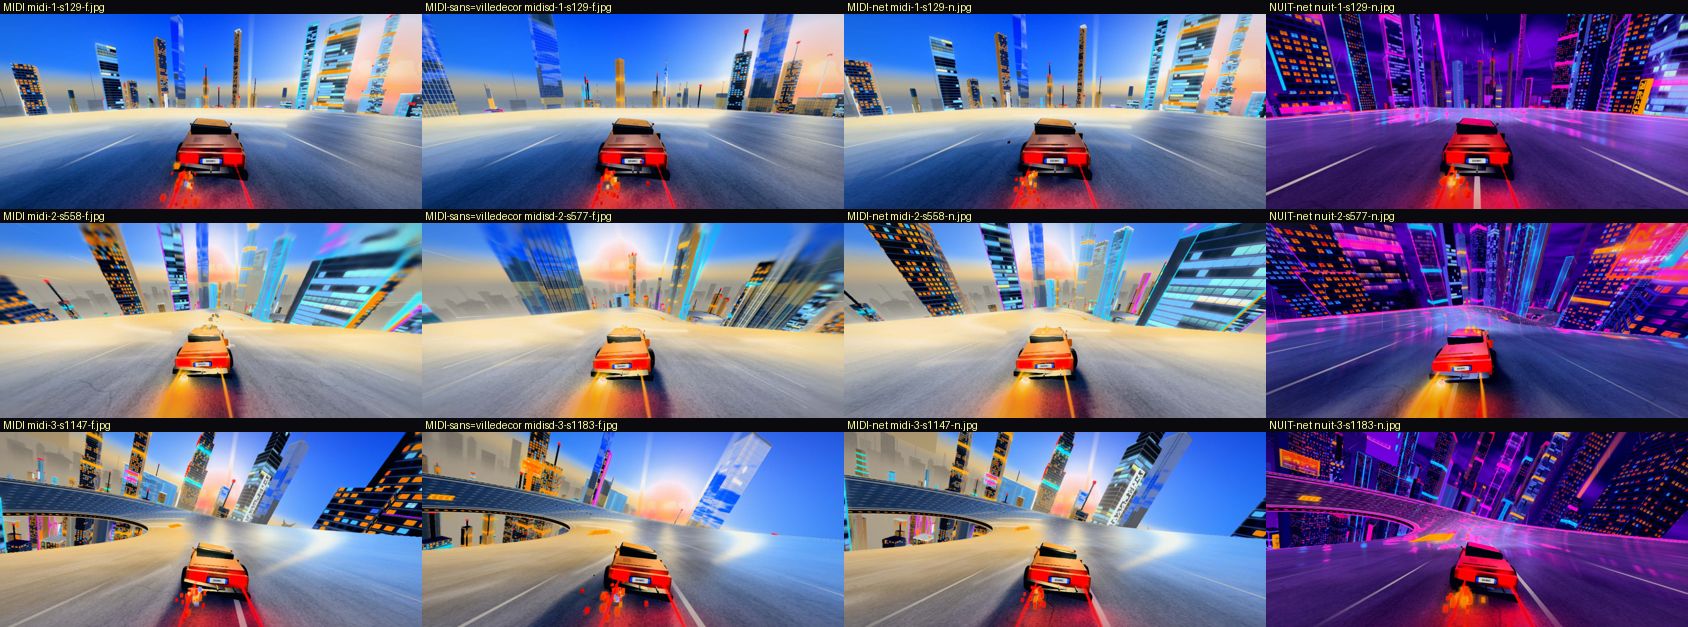 MIDI midi-1-s129-f.jpg
MIDI-sans=villedecor midisd-1-s129-f.jpg
MIDI-net midi-1-s129-n.jpg
NUIT-net nuit-1-s129-n.jpg
MIDI midi-2-s558-f.jpg
MIDI-sans=villedecor midisd-2-s577-f.jpg
MIDI-net midi-2-s558-n.jpg
NUIT-net nuit-2-s577-n.jpg
MIDI midi-3-s1147-f.jpg
MIDI-sans=villedecor midisd-3-s1183-f.jpg
MIDI-net midi-3-s1147-n.jpg
NUIT-net nuit-3-s1183-n.jpg